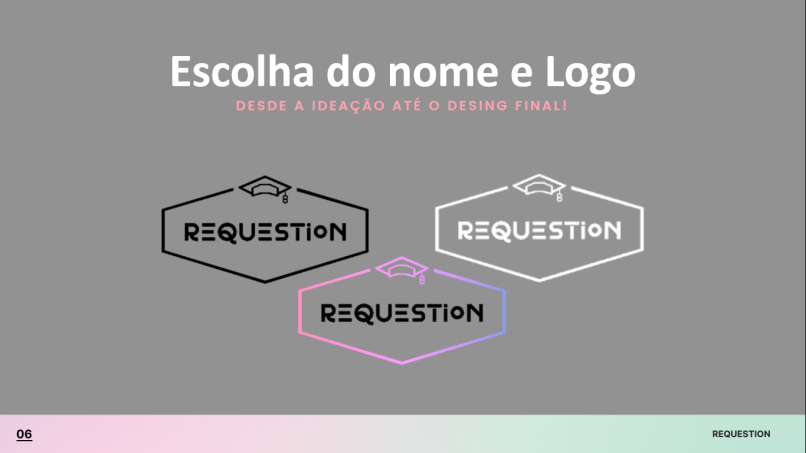 Escolha do nome e Logo
DESDE A IDEAÇÃO ATÉ O DESING FINAL!
REQUESTiON
REQUESTiON
REQUESTiON
06
REQUESTION